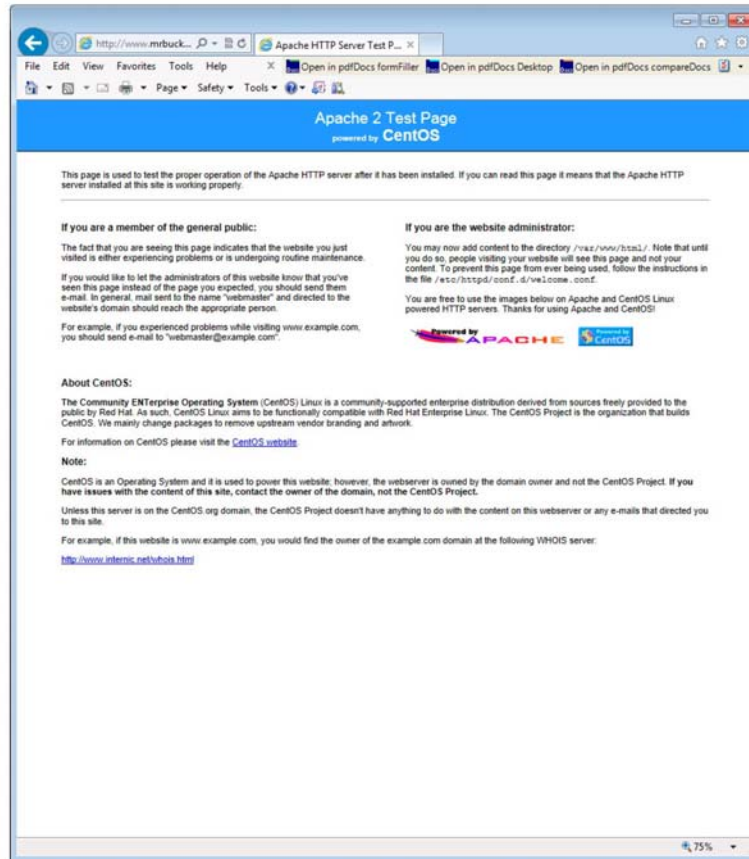 http://www.mrbuck...
Apache HTTP Server Test P...
File Edit View Favorites Tools Help
Open in pdfDocs formFiller Open in pdfDocs Desktop Open in pdfDocs compareDocs
Page Safety Tools
Apache 2 Test Page
powered by CentOS
This page is used to test the proper operation of the Apache HTTP server after it has been installed. If you can read this page it means that the Apache HTTP
server installed at this site is working properly.
If you are a member of the general public:
The fact that you are seeing this page indicates that the website you just
visited is either experiencing problems or is undergoing routine maintenance.
If you would like to let the administrators of this website know that you've
seen this page instead of the page you expected, you should send them
e-mail. In general, mail sent to the name "webmaster" and directed to the
website's domain should reach the appropriate person.
For example, if you experienced problems while visiting www.example.com,
you should send e-mail to "webmaster@example.com".
If you are the website administrator:
You may now add content to the directory /var/www/html/. Note that until
you do so, people visiting your website will see this page and not your
content. To prevent this page from ever being used, follow the instructions in
the file /etc/httpd/conf.d/welcome.conf.
You are free to use the images below on Apache and CentOS Linux
powered HTTP servers. Thanks for using Apache and CentOS!
Powered by
APACHE
Powered by
CentOS
About CentOS:
The Community ENTerprise Operating System (CentOS) Linux is a community-supported enterprise distribution derived from sources freely provided to the
public by Red Hat. As such, CentOS Linux aims to be functionally compatible with Red Hat Enterprise Linux. The CentOS Project is the organization that builds
CentOS. We mainly change packages to remove upstream vendor branding and artwork.
For information on CentOS please visit the CentOS website.
Note:
CentOS is an Operating System and it is used to power this website; however, the webserver is owned by the domain owner and not the CentOS Project. If you
have issues with the content of this site, contact the owner of the domain, not the CentOS Project.
Unless this server is on the CentOS.org domain, the CentOS Project doesn't have anything to do with the content on this webserver or any e-mails that directed you
to this site.
For example, if this website is www.example.com, you would find the owner of the example.com domain at the following WHOIS server:
http://www.internic.net/whois.html
75%